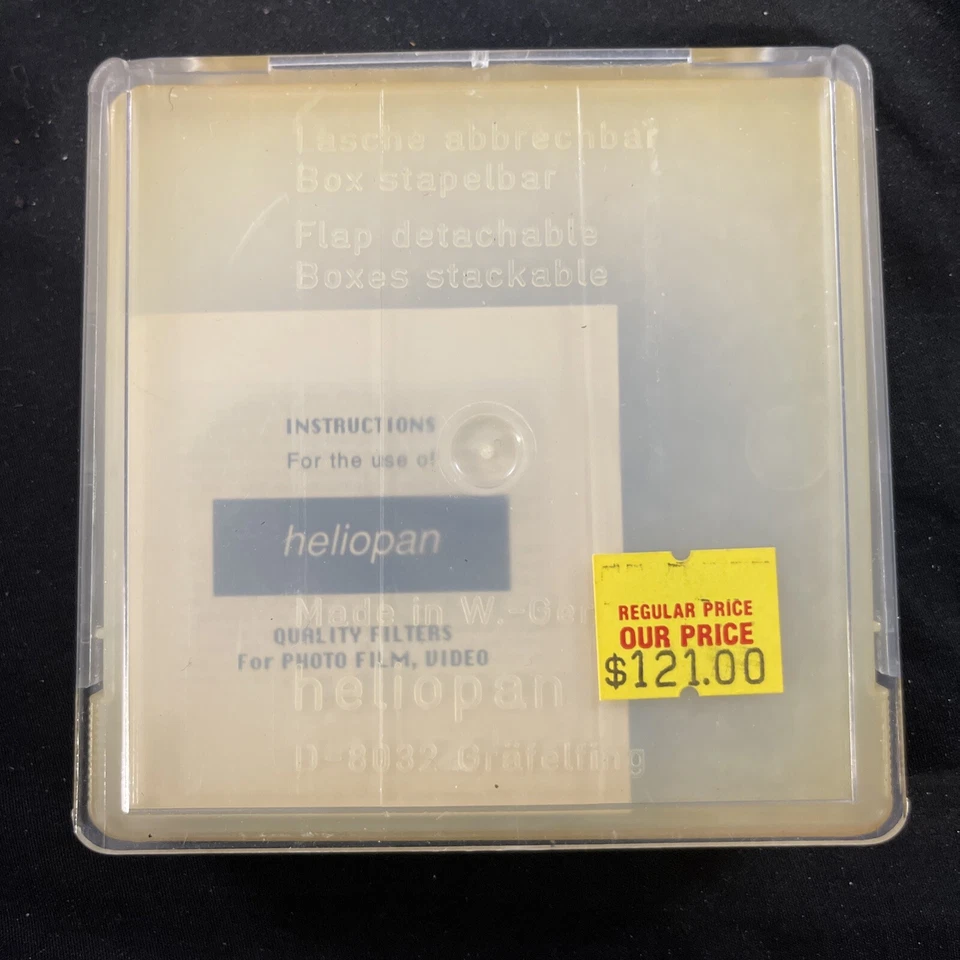 Lasche abbrechbar
Box stapelbar
Flap detachable
Boxes stackable
INSTRUCTIONS
For the use of
heliopan
Made in W.-Ger
QUALITY FILTERS
For PHOTO FILM, VIDEO
heliopan
D-8032 Gräfelfing
REGULAR PRICE
OUR PRICE
$121.00